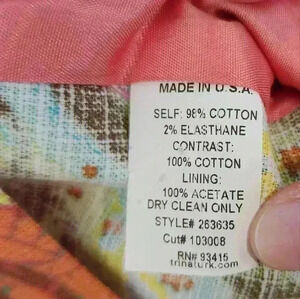 MADE IN U.S.A.
SELF: 98% COTTON
2% ELASTHANE
CONTRAST:
100% COTTON
LINING:
100% ACETATE
DRY CLEAN ONLY
STYLE# 263635
Cut# 103008
RN# 93415
trinaturk.com